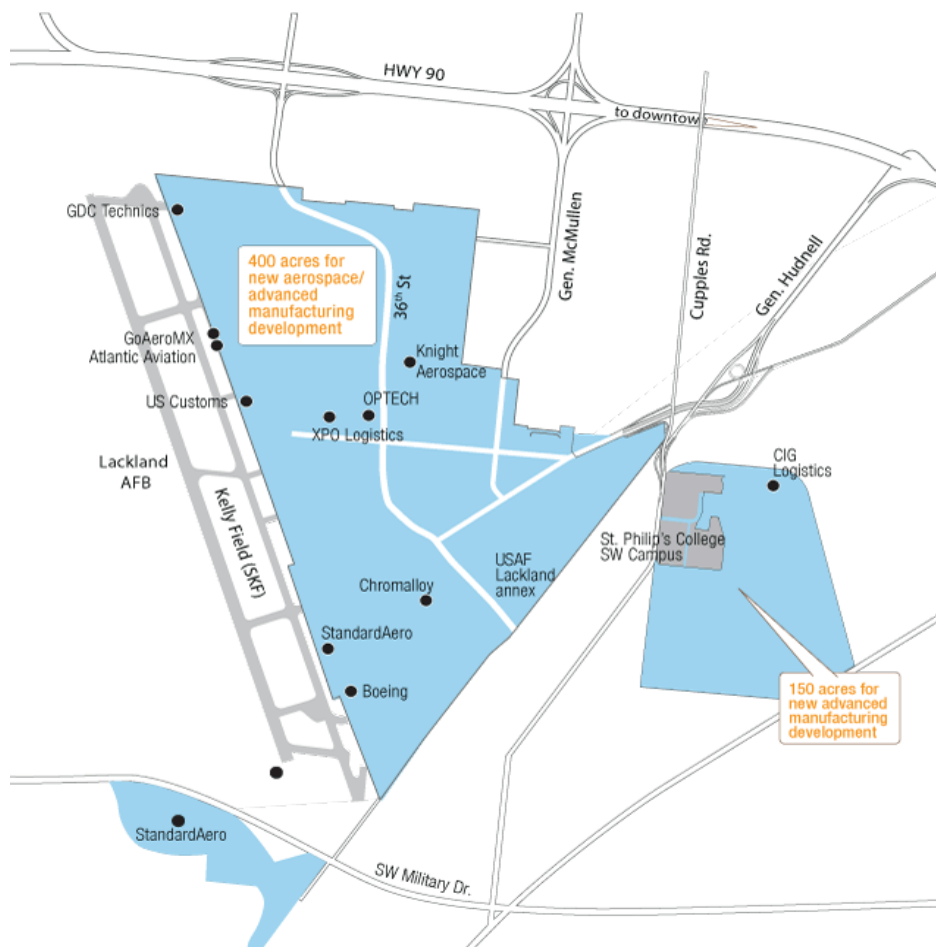 HWY 90
to downtown
GDC Technics
400 acres for
new aerospace/
advanced
manufacturing
development
36th St
Gen. McMullen
Cupples Rd.
Gen. Hudnell
GoAeroMX
Atlantic Aviation
Knight
Aerospace
US Customs
OPTECH
XPO Logistics
Lackland
AFB
CIG
Logistics
Kelly Field (SKF)
St. Philip's College
SW Campus
USAF
Lackland
annex
Chromalloy
StandardAero
Boeing
150 acres for
new advanced
manufacturing
development
StandardAero
SW Military Dr.